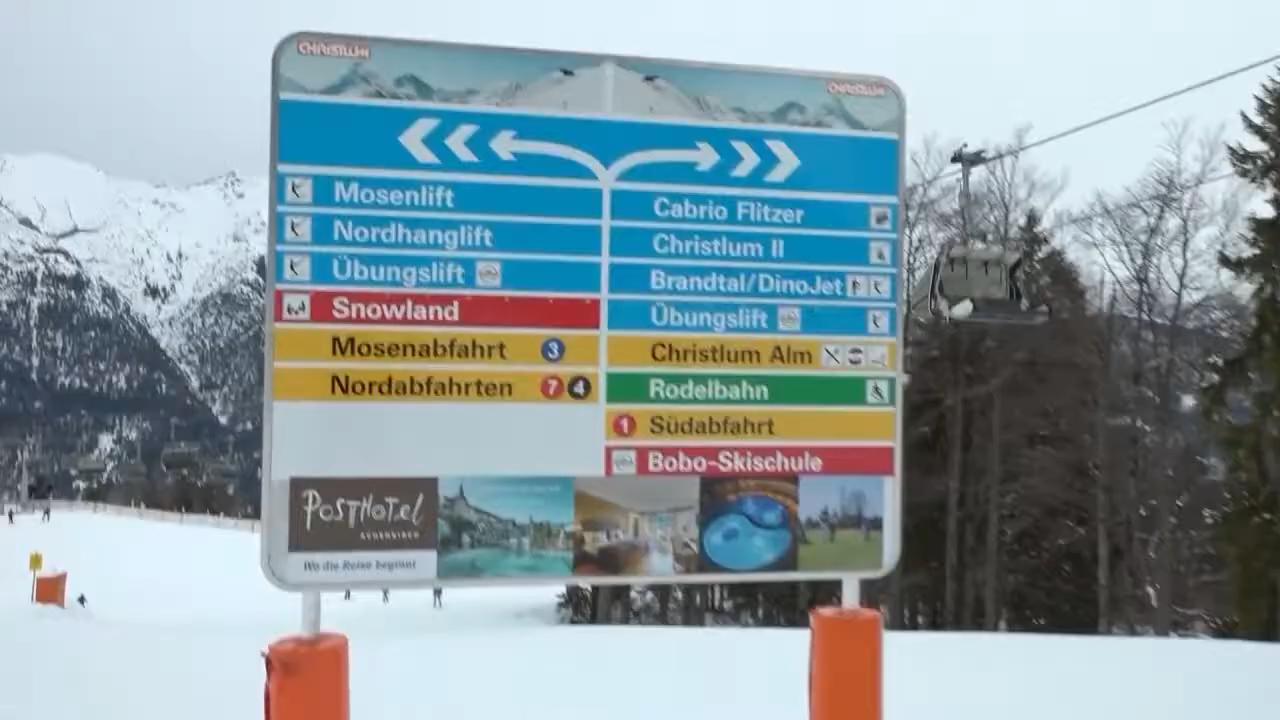 CHRISTLUM
CHRISTLUM
Mosenlift
Nordhanglift
Übungslift
Snowland
Mosenabfahrt 3
Nordabfahrten 7 4
Cabrio Flitzer
Christlum II
Brandtal/DinoJet
Übungslift
Christlum Alm
Rodelbahn
1 Südabfahrt
Bobo-Skischule
PostHotel
ACHENKIRCH
Wo die Reise beginnt